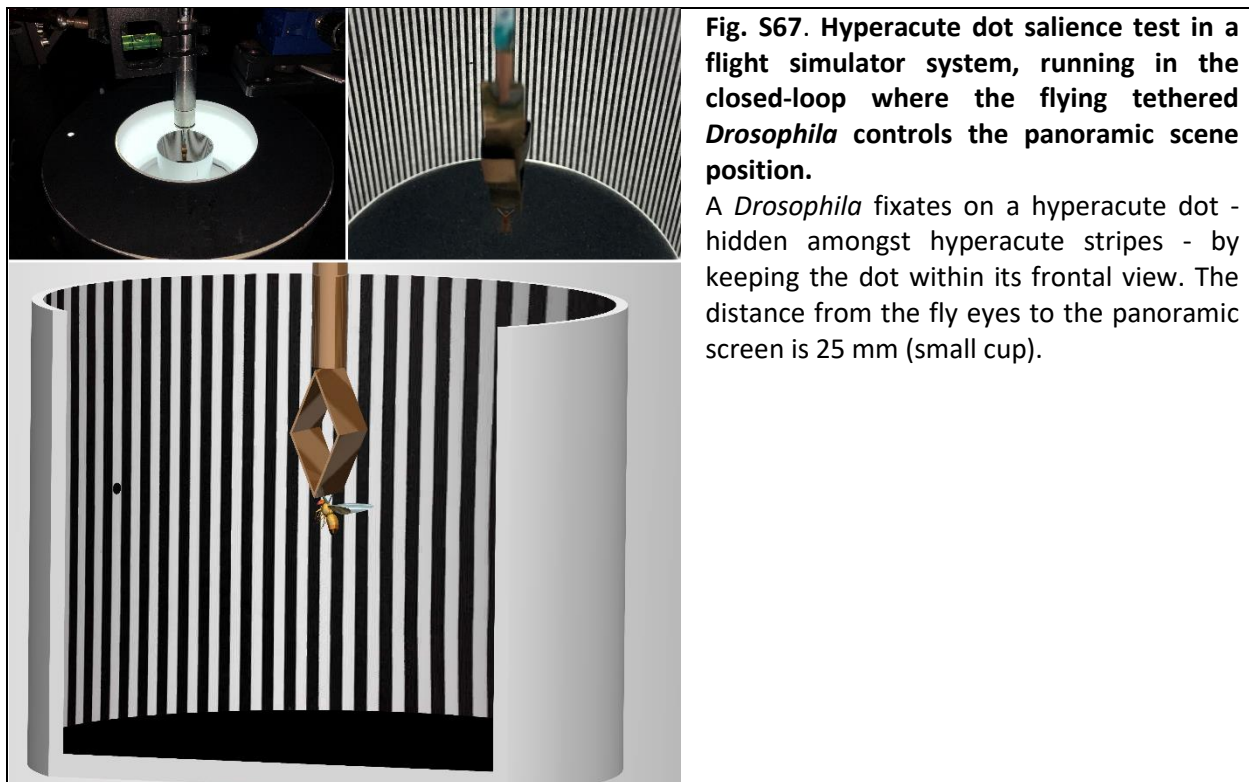 Fig. S67. Hyperacute dot salience test in a
flight simulator system, running in the
closed-loop where the flying tethered
Drosophila controls the panoramic scene
position.
A Drosophila fixates on a hyperacute dot -
hidden amongst hyperacute stripes - by
keeping the dot within its frontal view. The
distance from the fly eyes to the panoramic
screen is 25 mm (small cup).